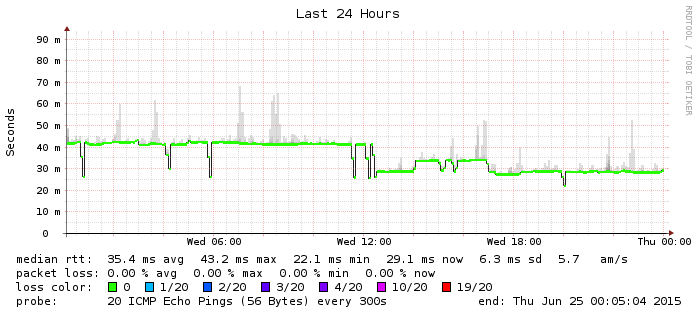 Last 24 Hours
RRDTOOL / TOBI OETIKER
Seconds
90 m
80 m
70 m
60 m
50 m
40 m
30 m
20 m
10 m
0
Wed 06:00 Wed 12:00 Wed 18:00 Thu 00:00
median rtt: 35.4 ms avg 43.2 ms max 22.1 ms min 29.1 ms now 6.3 ms sd 5.7 am/s
packet loss: 0.00 % avg 0.00 % max 0.00 % min 0.00 % now
loss color: 0 1/20 2/20 3/20 4/20 10/20 19/20
probe: 20 ICMP Echo Pings (56 Bytes) every 300s end: Thu Jun 25 00:05:04 2015